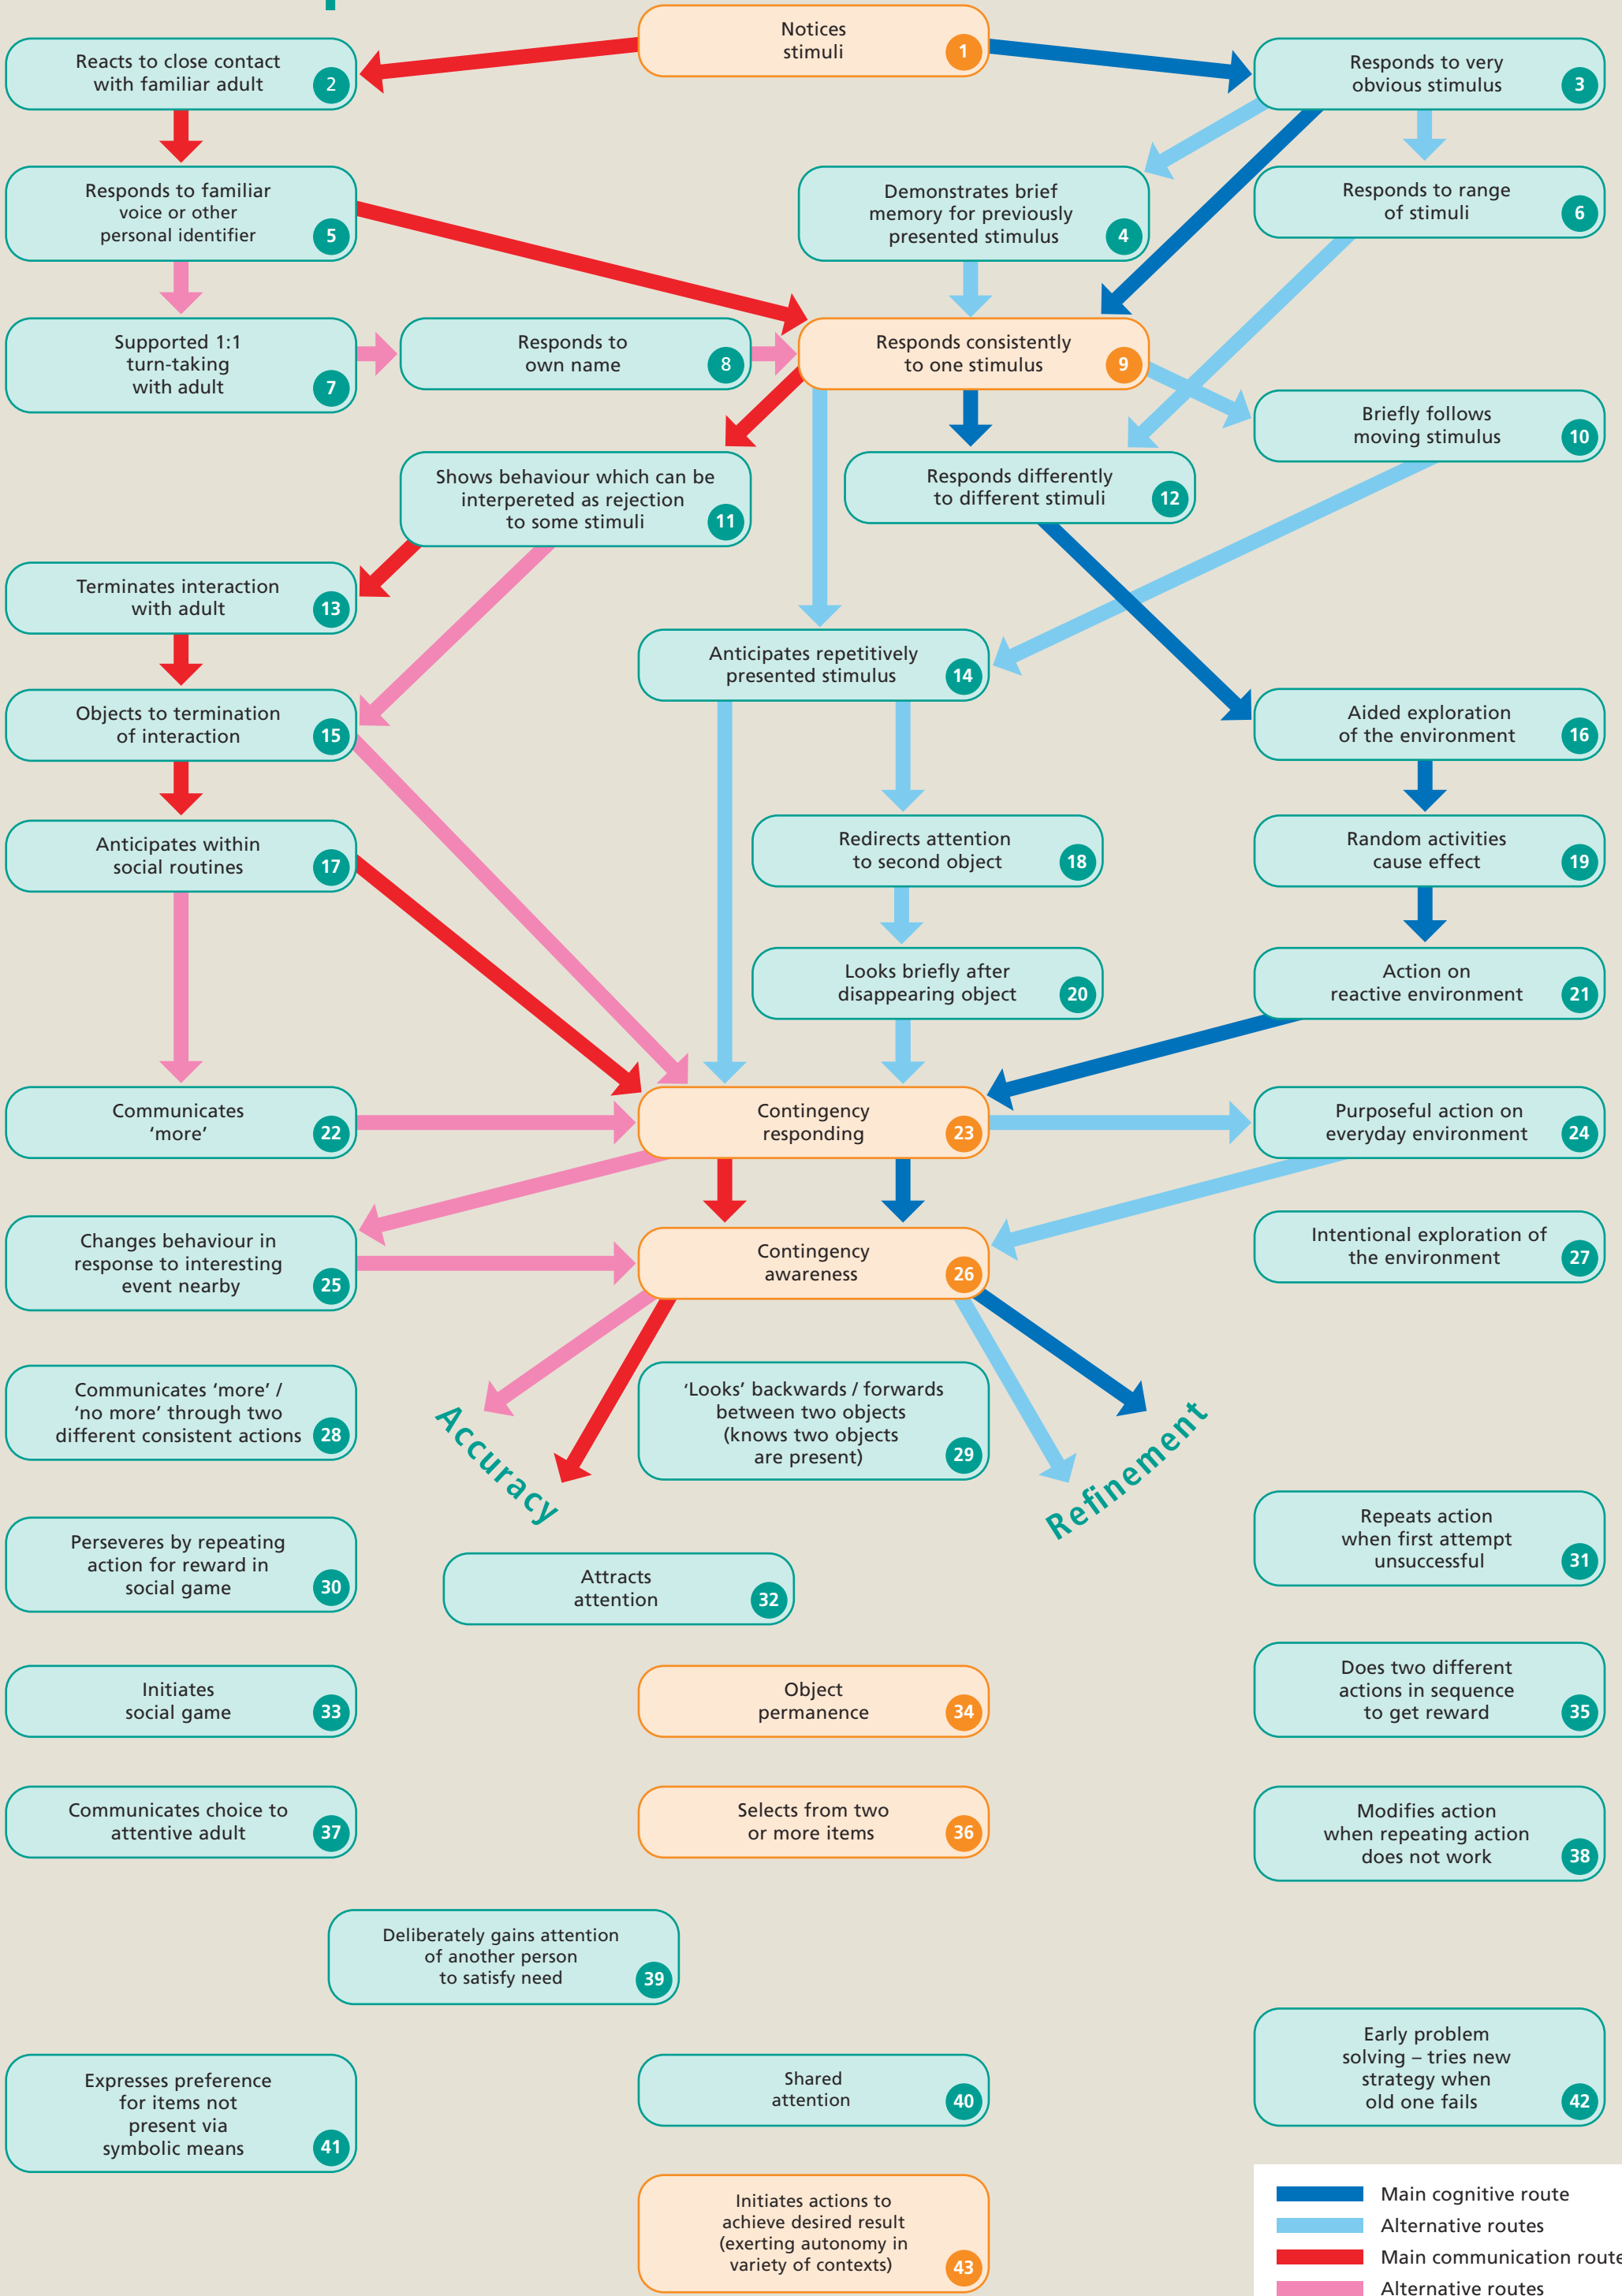 Notices
stimuli
1
Reacts to close contact
with familiar adult
2
Responds to very
obvious stimulus
3
Demonstrates brief
memory for previously
presented stimulus
4
Responds to familiar
voice or other
personal identifier
5
Responds to range
of stimuli
6
Supported 1:1
turn-taking
with adult
7
Responds to
own name
8
Responds consistently
to one stimulus
9
Briefly follows
moving stimulus
10
Shows behaviour which can be
interpereted as rejection
to some stimuli
11
Responds differently
to different stimuli
12
Terminates interaction
with adult
13
Anticipates repetitively
presented stimulus
14
Objects to termination
of interaction
15
Aided exploration
of the environment
16
Anticipates within
social routines
17
Redirects attention
to second object
18
Random activities
cause effect
19
Looks briefly after
disappearing object
20
Action on
reactive environment
21
Communicates
‘more’
22
Contingency
responding
23
Purposeful action on
everyday environment
24
Changes behaviour in
response to interesting
event nearby
25
Contingency
awareness
26
Intentional exploration of
the environment
27
Communicates ‘more’ /
‘no more’ through two
different consistent actions
28
Accuracy
‘Looks’ backwards / forwards
between two objects
(knows two objects
are present)
29
Refinement
Perseveres by repeating
action for reward in
social game
30
Repeats action
when first attempt
unsuccessful
31
Attracts
attention
32
Initiates
social game
33
Object
permanence
34
Does two different
actions in sequence
to get reward
35
Selects from two
or more items
36
Communicates choice to
attentive adult
37
Modifies action
when repeating action
does not work
38
Deliberately gains attention
of another person
to satisfy need
39
Shared
attention
40
Expresses preference
for items not
present via
symbolic means
41
Early problem
solving – tries new
strategy when
old one fails
42
Initiates actions to
achieve desired result
(exerting autonomy in
variety of contexts)
43
Main cognitive route
Alternative routes
Main communication route
Alternative routes